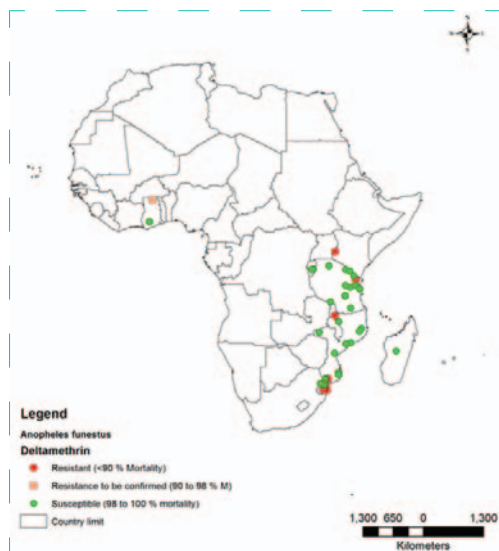 N
Legend
Anopheles funestus
Deltamethrin
Resistant (<90 % Mortality)
Resistance to be confirmed (90 to 98 % M)
Susceptible (98 to 100 % mortality)
Country limit
1,300 650 0 1,300
Kilometers